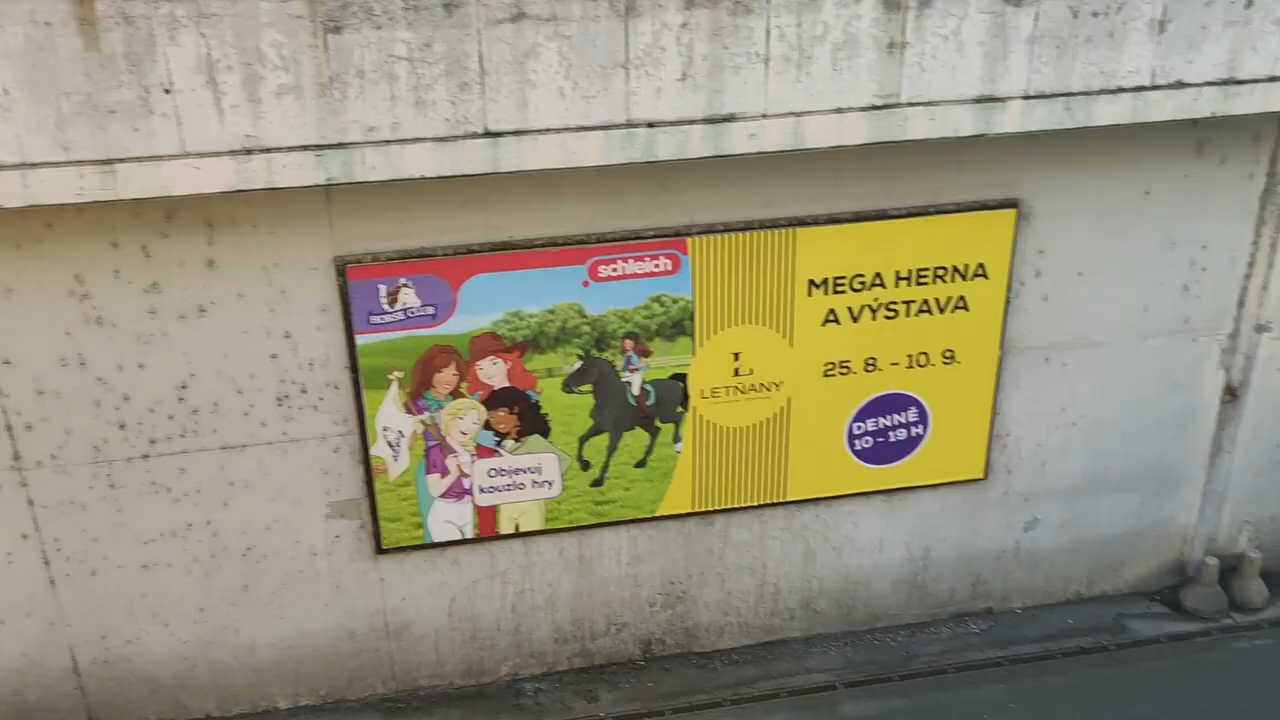 HORSE CLUB
schleich
Objevuj
kouzlo hry
L
LETŇANY
MEGA HERNA
A VÝSTAVA
25. 8. - 10. 9.
DENNĚ
10 - 19 H